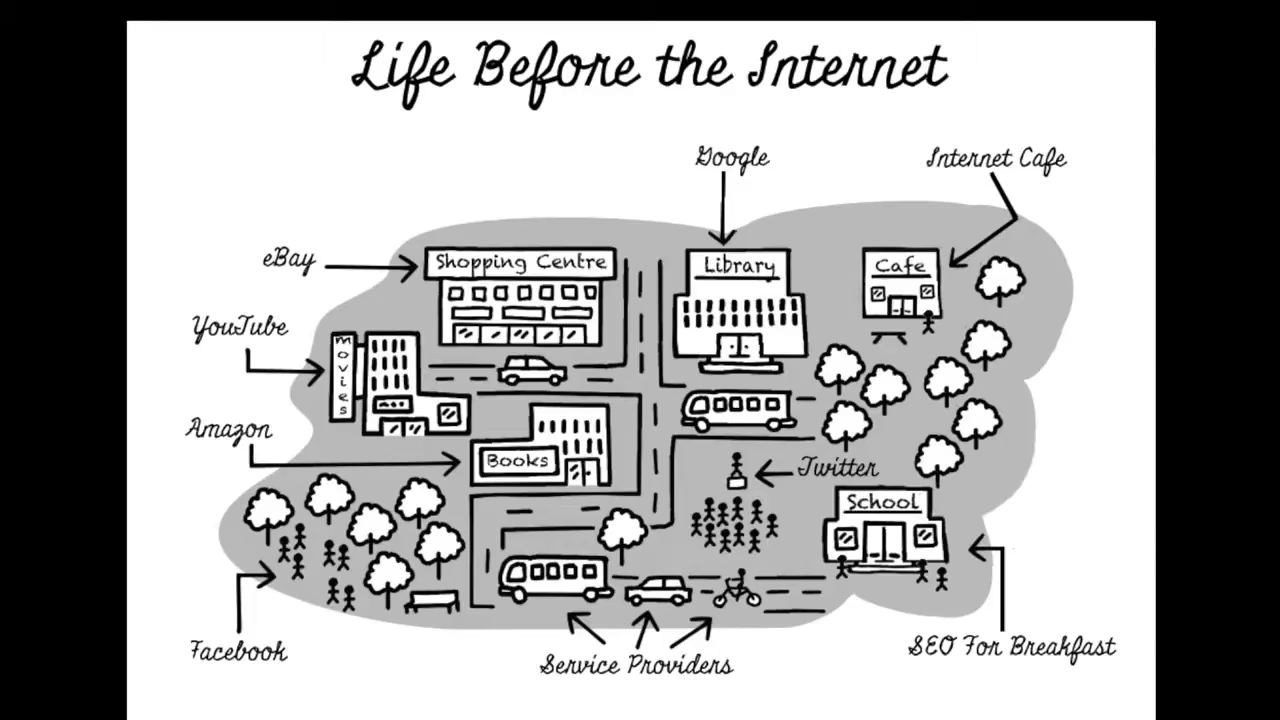 Life Before the Internet
Google
Internet Cafe
eBay
Shopping Centre
Library
Cafe
YouTube
movies
Amazon
Books
Twitter
School
Facebook
Service Providers
SEO For Breakfast